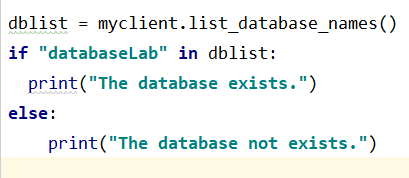 dblist = myclient.list_database_names()
if "databaseLab" in dblist:
  print("The database exists.")
else:
    print("The database not exists.")